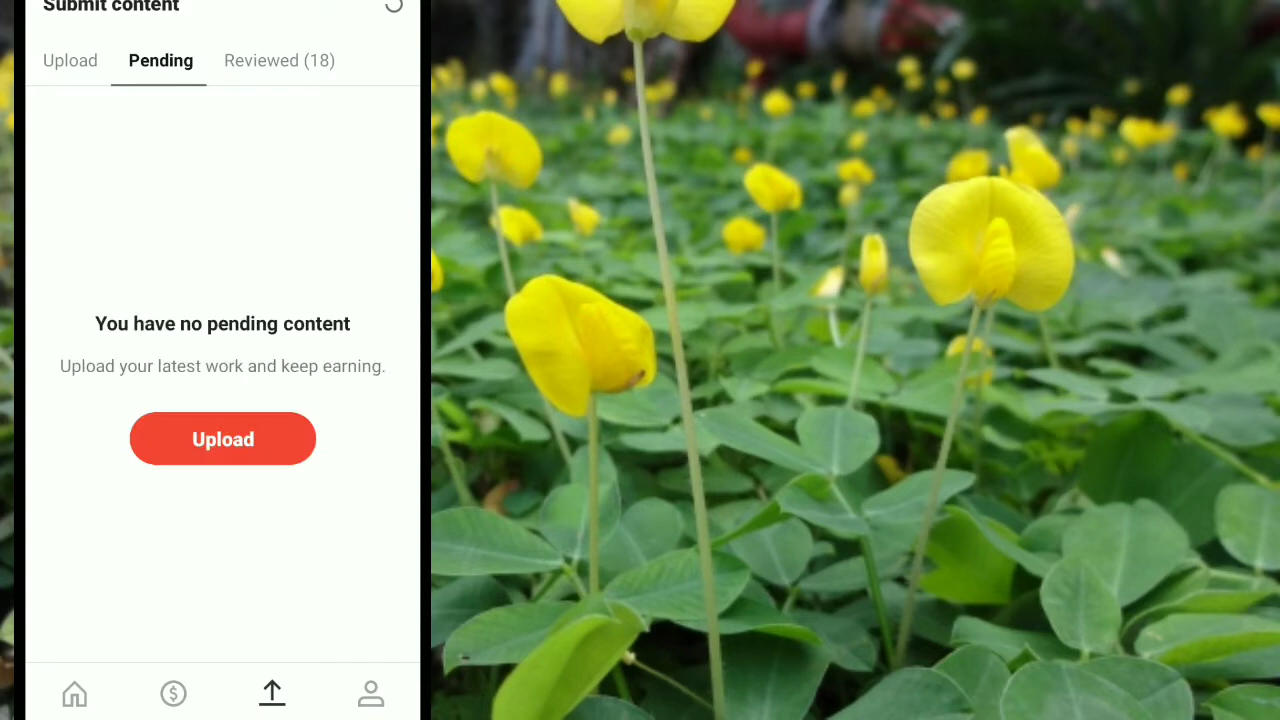 Submit content
Upload Pending Reviewed (18)
You have no pending content
Upload your latest work and keep earning.
Upload